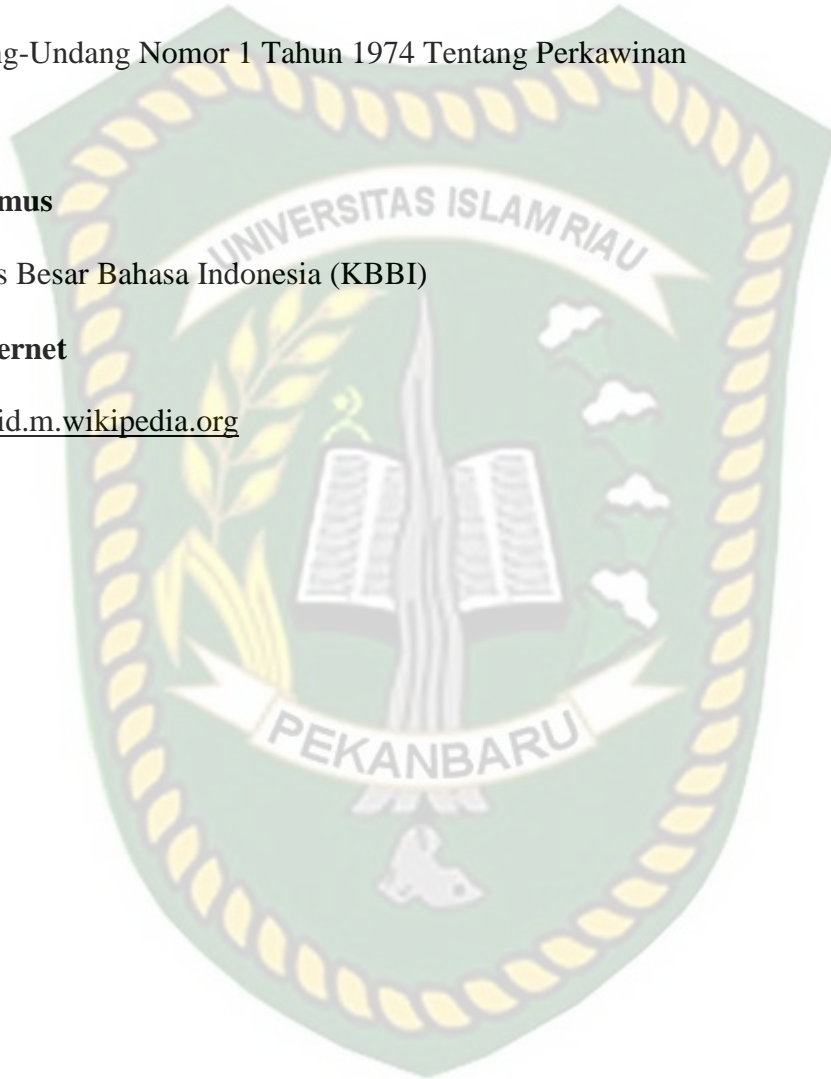 ng-Undang Nomor 1 Tahun 1974 Tentang Perkawinan
mus
UNIVERSITAS ISLAM RIAU
s Besar Bahasa Indonesia (KBBI)
ernet
id.m.wikipedia.org
PEKANBARU